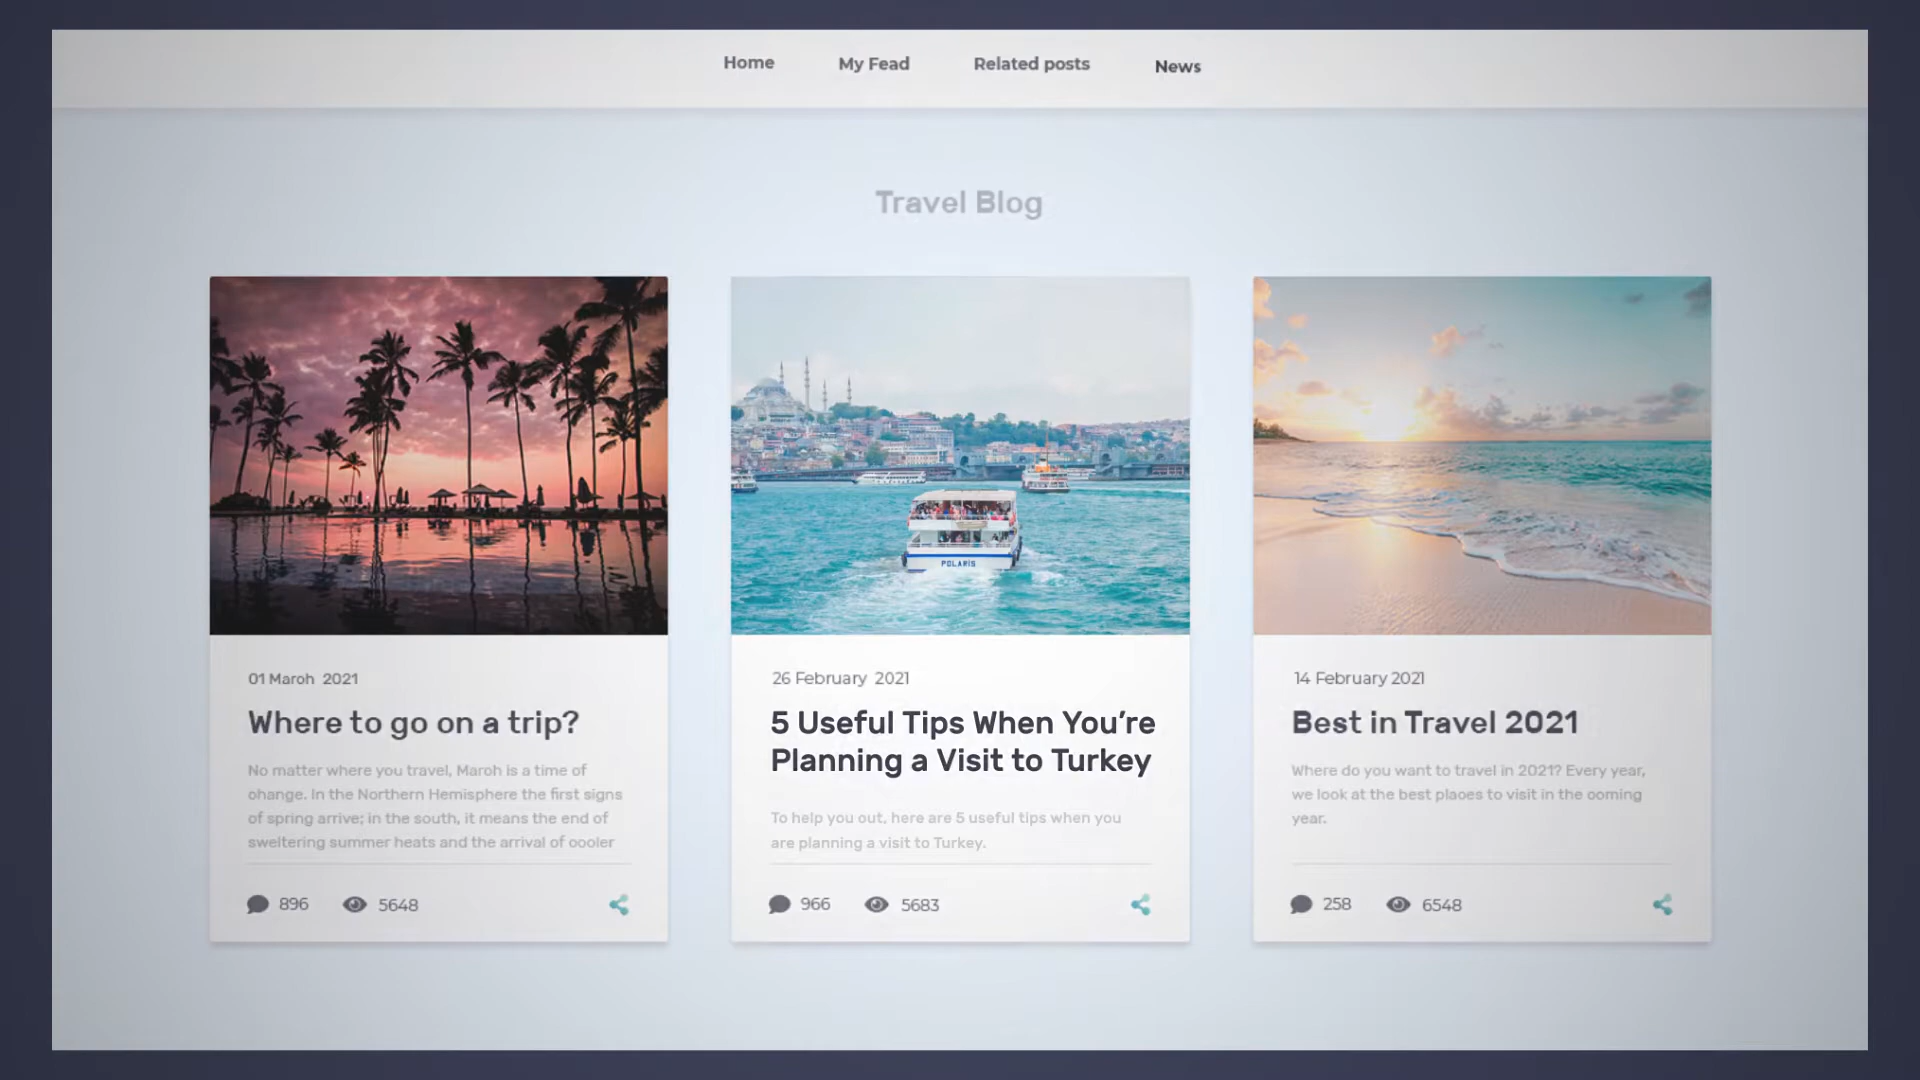 Home
My Fead
Related posts
News
Travel Blog
POLARIS
01 Maroh 2021
Where to go on a trip?
No matter where you travel, Maroh is a time of
ohange. In the Northern Hemisphere the first signs
of spring arrive; in the south, it means the end of
sweltering summer heats and the arrival of oooler
896
5648
26 February 2021
5 Useful Tips When You’re
Planning a Visit to Turkey
To help you out, here are 5 useful tips when you
are planning a visit to Turkey.
966
5683
14 February 2021
Best in Travel 2021
Where do you want to travel in 2021? Every year,
we look at the best plaoes to visit in the ooming
year.
258
6548